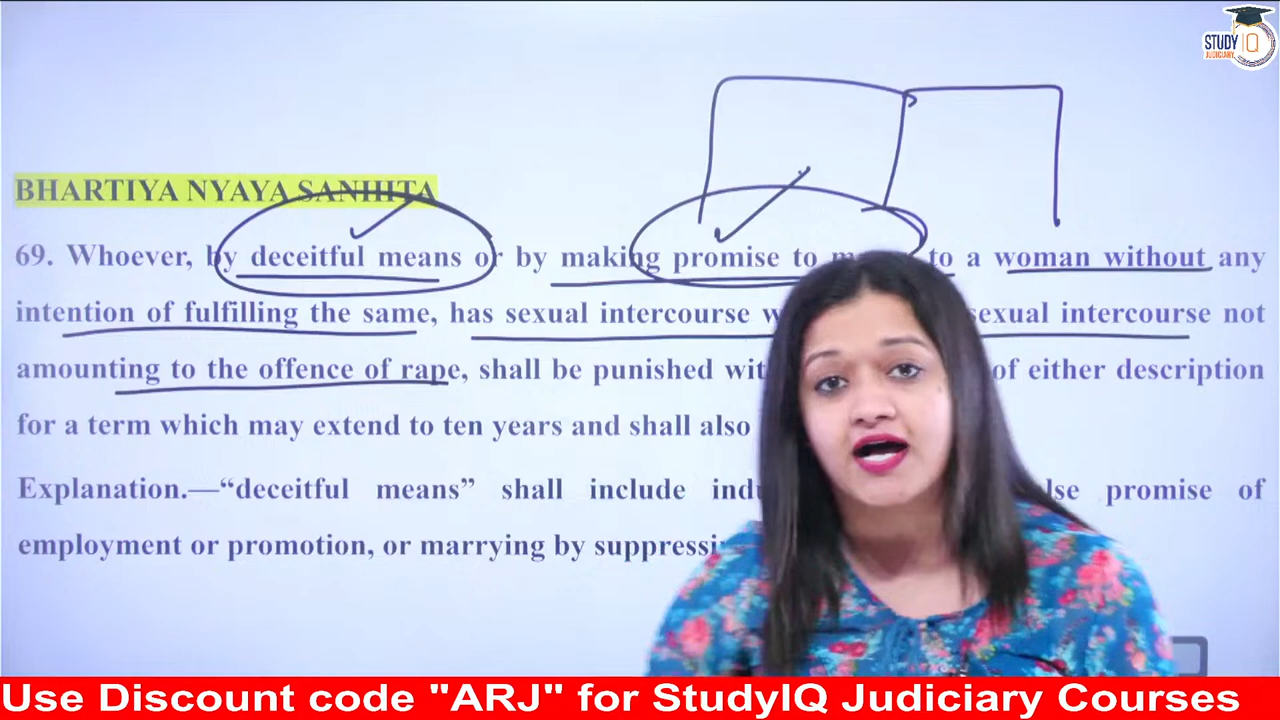 STUDY IQ
JUDICIARY
BHARTIYA NYAYA SANHITA
69. Whoever, by deceitful means or by making promise to to a woman without any
intention of fulfilling the same, has sexual intercourse sexual intercourse not
amounting to the offence of rape, shall be punished of either description
for a term which may extend to ten years and shall also
Explanation.—“deceitful means” shall include promise of
employment or promotion, or marrying by
Use Discount code "ARJ" for StudyIQ Judiciary Courses